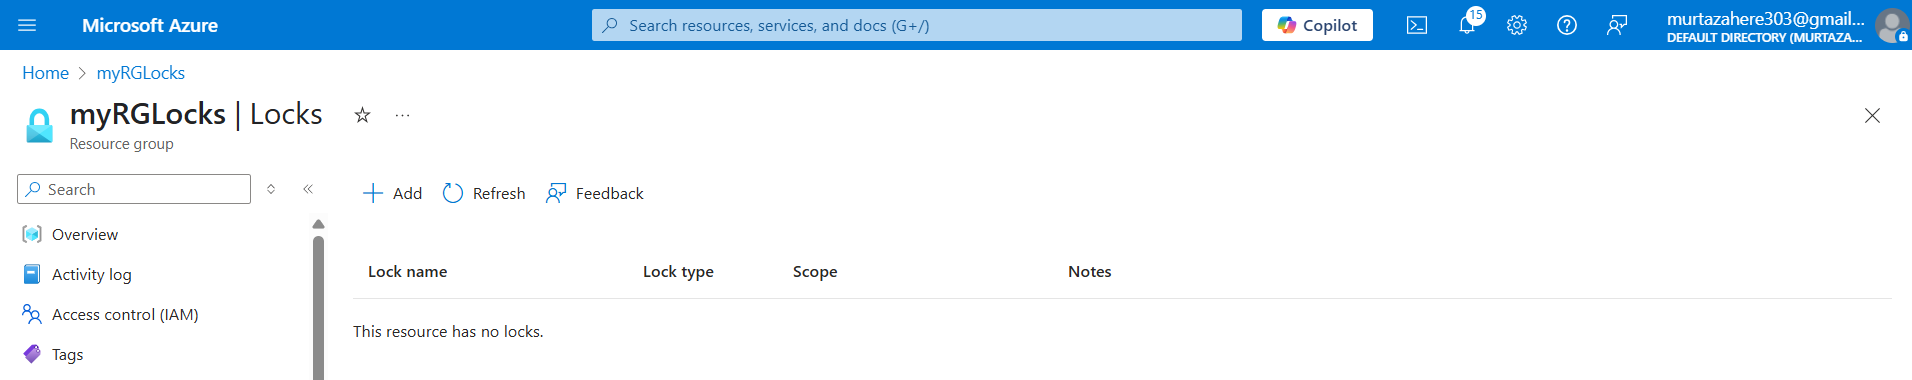 Microsoft Azure
Search resources, services, and docs (G+/)
Copilot
15
murtazahere303@gmail...
DEFAULT DIRECTORY (MURTAZA...
Home > myRGLocks
myRGLocks | Locks
Resource group
Search
Add
Refresh
Feedback
Overview
Activity log
Access control (IAM)
Tags
Lock name Lock type Scope Notes
This resource has no locks.